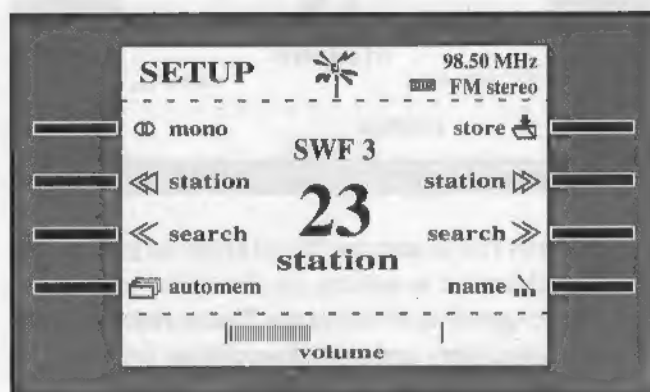 SETUP
98.50 MHz
FM stereo
mono
store
SWF 3
station
station
23
search
search
station
automem
name
volume